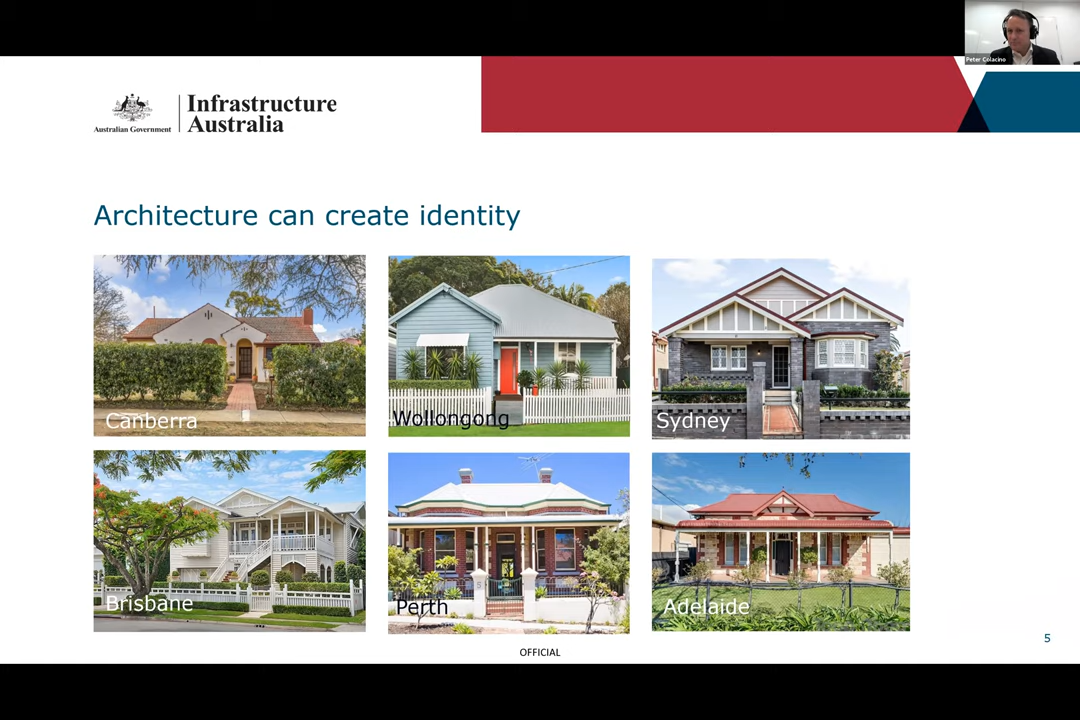 Peter Colacino
Australian Government
Infrastructure
Australia
Architecture can create identity
Canberra
Wollongong
Sydney
Brisbane
Perth
Adelaide
5
OFFICIAL